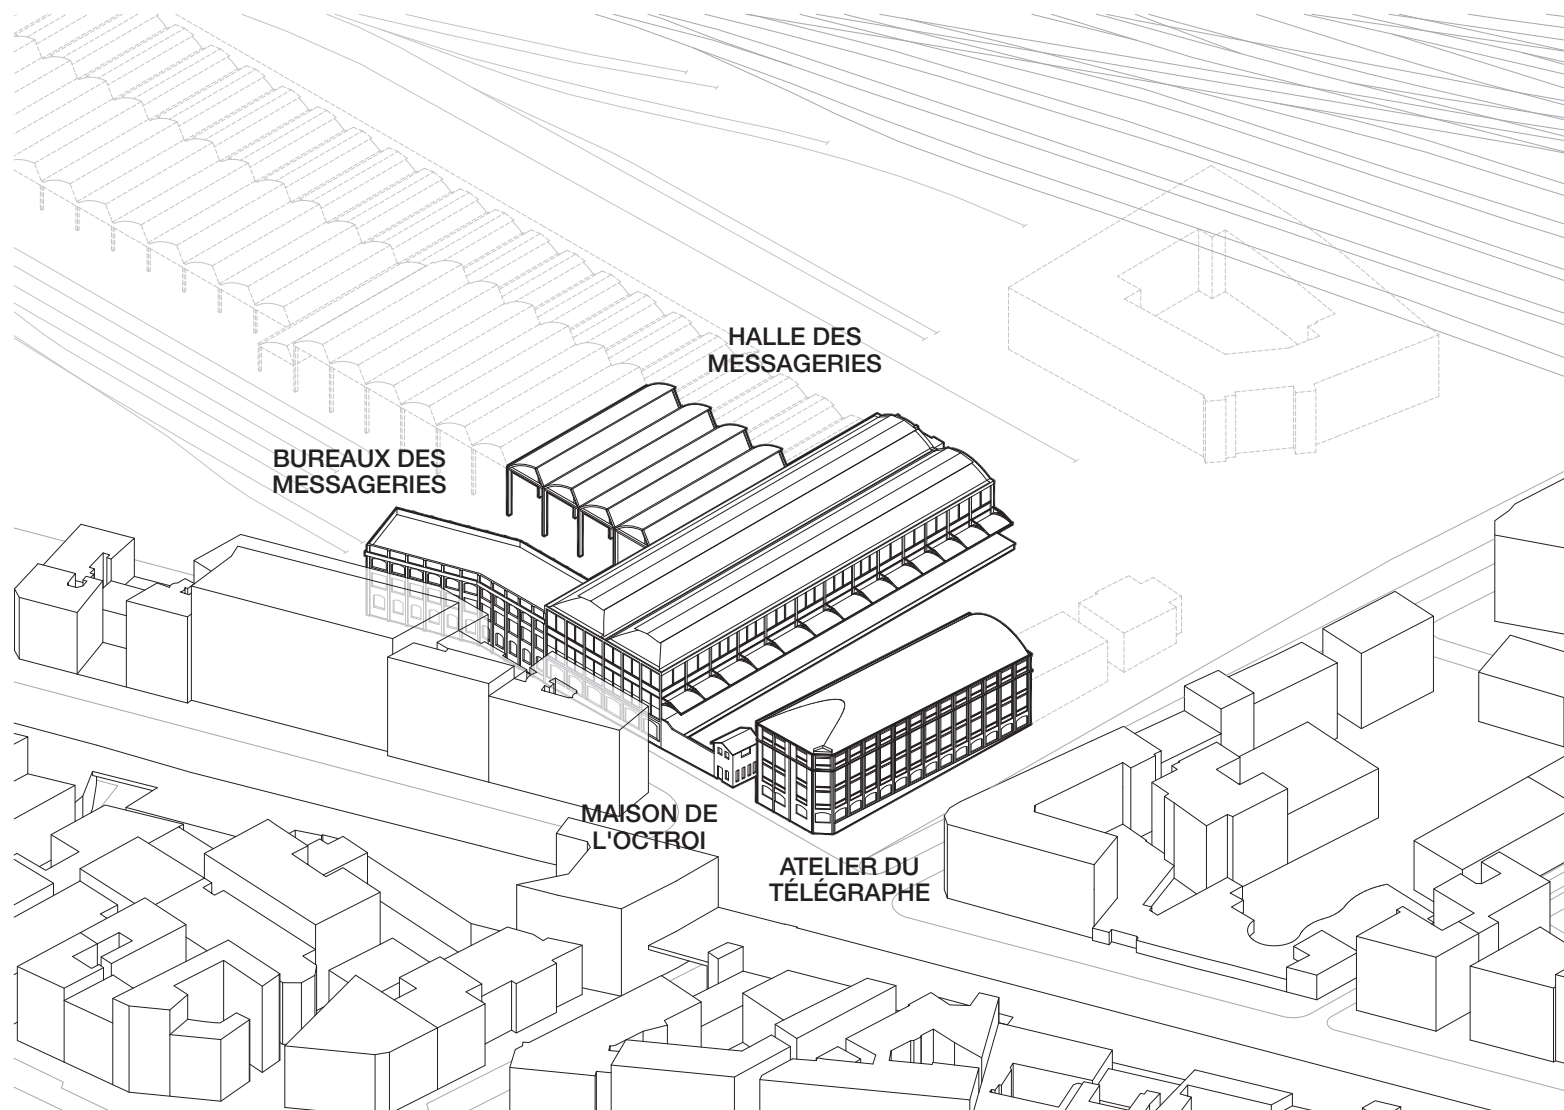 HALLE DES
MESSAGERIES
BUREAUX DES
MESSAGERIES
MAISON DE
L'OCTROI
ATELIER DU
TÉLÉGRAPHE